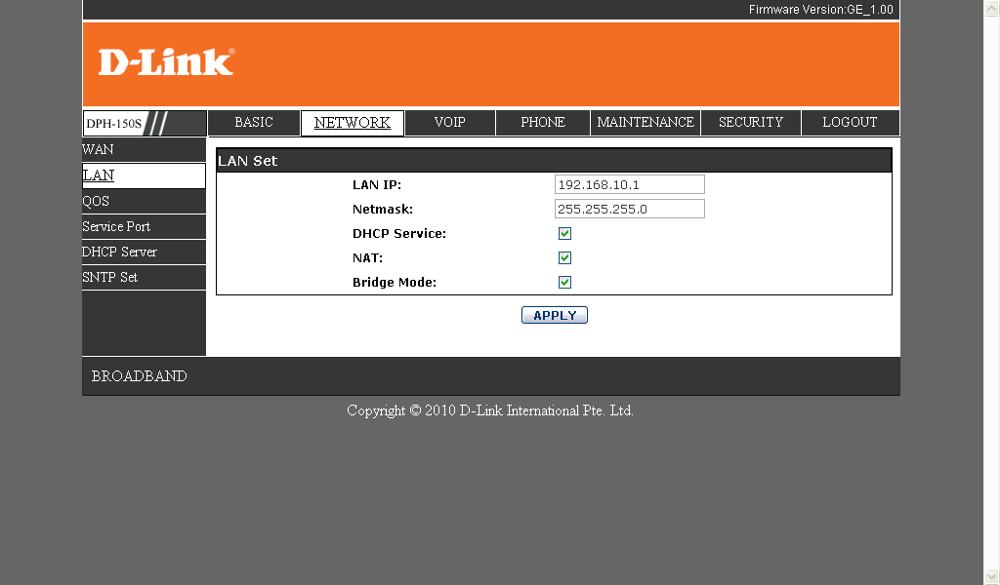 Firmware Version:GE_1.00
D-Link®
DPH-150S
BASIC NETWORK VOIP PHONE MAINTENANCE SECURITY LOGOUT
WAN
LAN
QOS
Service Port
DHCP Server
SNTP Set
LAN Set
LAN IP: 192.168.10.1
Netmask: 255.255.255.0
DHCP Service:
NAT:
Bridge Mode:
APPLY
BROADBAND
Copyright © 2010 D-Link International Pte. Ltd.